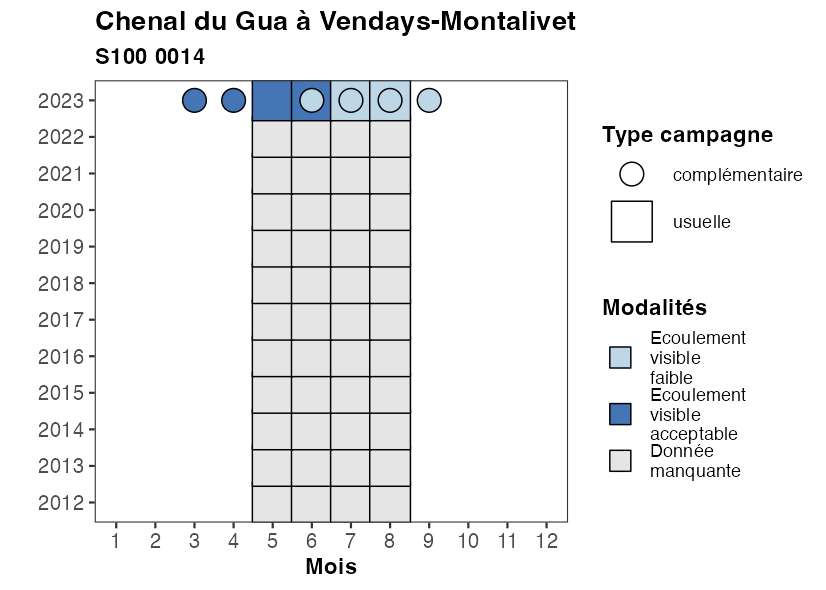 Chenal du Gua à Vendays-Montalivet
S100 0014
2023
2022
2021
2020
2019
2018
2017
2016
2015
2014
2013
2012
1 2 3 4 5 6 7 8 9 10 11 12
Mois
Type campagne
complémentaire
usuelle
Modalités
Ecoulement
visible
faible
Ecoulement
visible
acceptable
Donnée
manquante